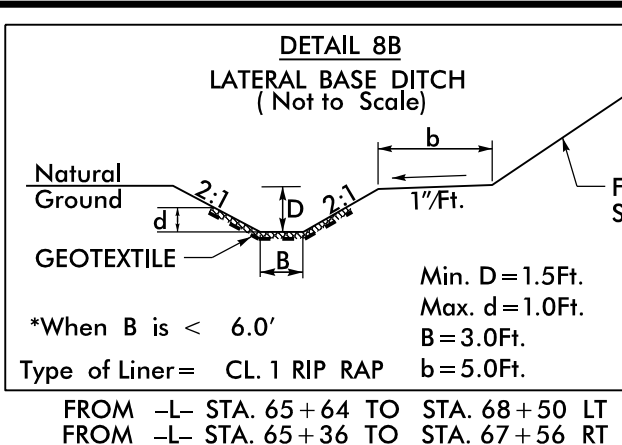 DETAIL 8B
LATERAL BASE DITCH
( Not to Scale)
b
Natural
Ground
2:1
D
2:1
1"/Ft.
F
S
d
GEOTEXTILE
B
Min. D = 1.5Ft.
Max. d = 1.0Ft.
*When B is < 6.0'
B = 3.0Ft.
Type of Liner = CL. 1 RIP RAP
b = 5.0Ft.
FROM -L- STA. 65+64 TO STA. 68+50 LT
FROM -L- STA. 65+36 TO STA. 67+56 RT